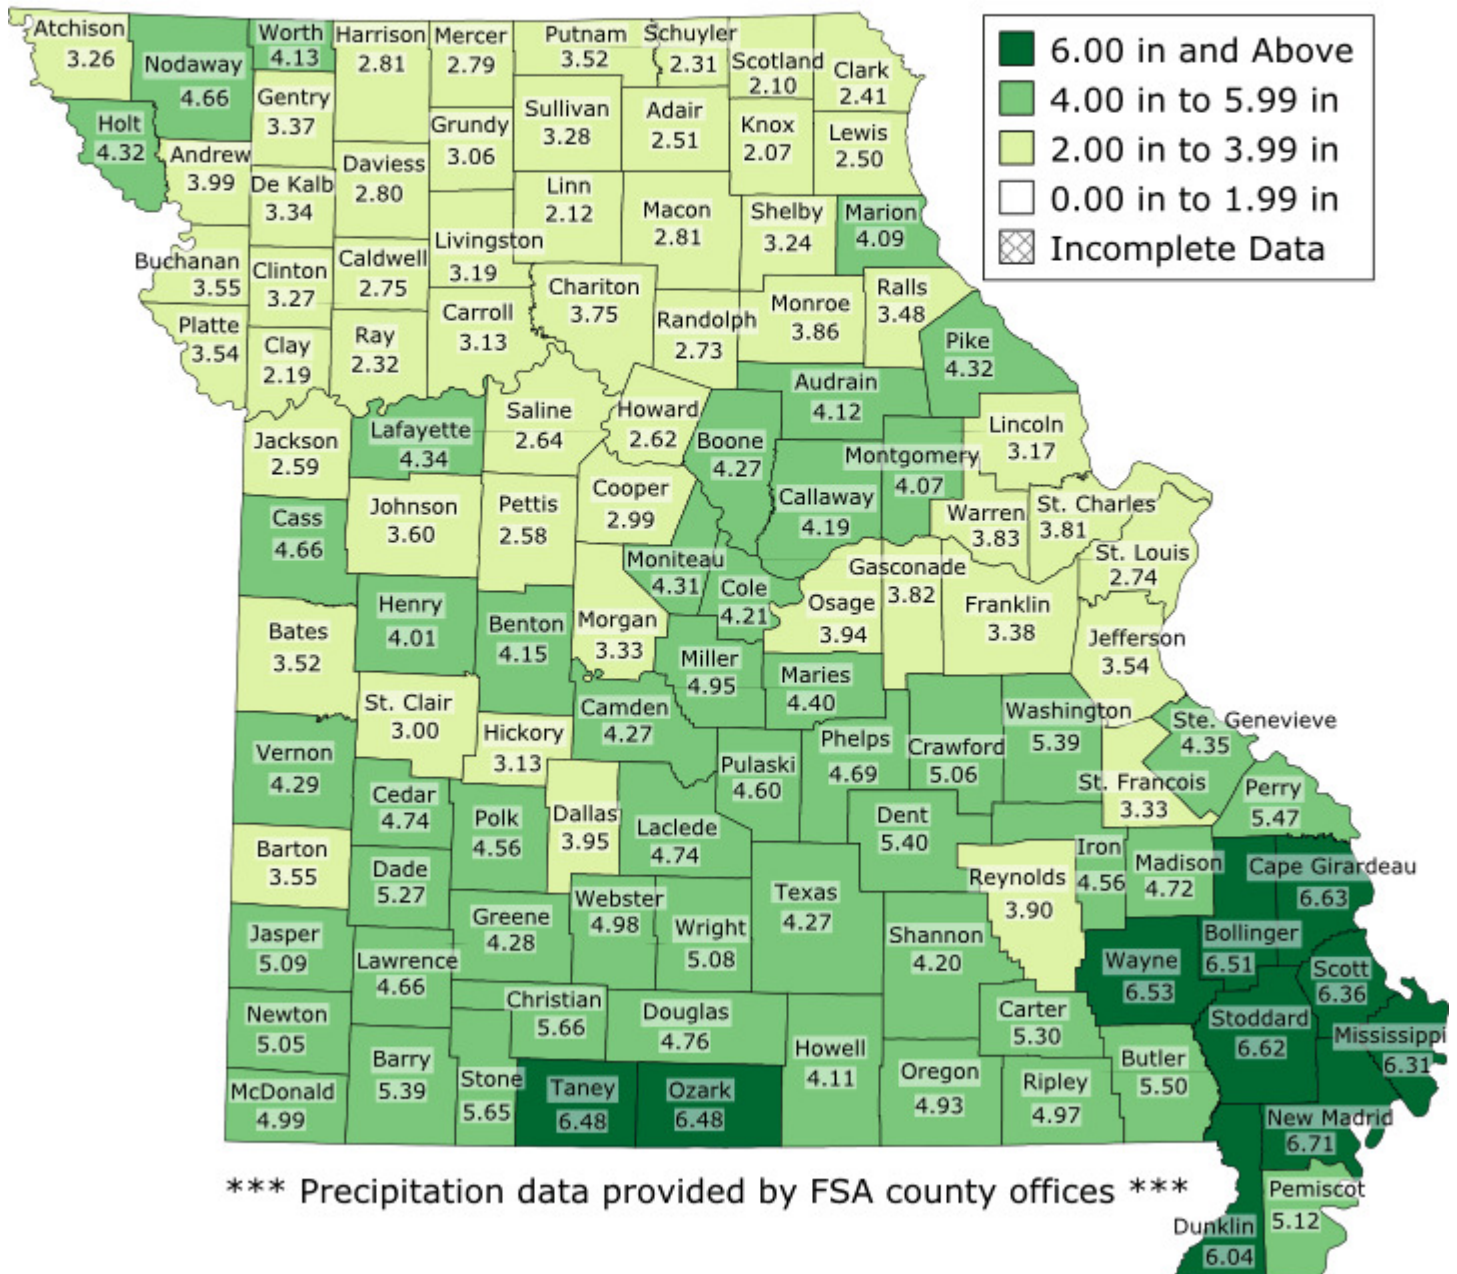 6.00 in and Above
4.00 in to 5.99 in
2.00 in to 3.99 in
0.00 in to 1.99 in
Incomplete Data
Atchison
3.26
Nodaway
4.66
Worth
4.13
Harrison
2.81
Mercer
2.79
Putnam
3.52
Schuyler
2.31
Scotland
2.10
Clark
2.41
Holt
4.32
Gentry
3.37
Grundy
3.06
Sullivan
3.28
Adair
2.51
Knox
2.07
Lewis
2.50
Andrew
3.99
De Kalb
3.34
Daviess
2.80
Livingston
3.19
Linn
2.12
Macon
2.81
Shelby
3.24
Marion
4.09
Buchanan
3.55
Clinton
3.27
Caldwell
2.75
Carroll
3.13
Chariton
3.75
Randolph
2.73
Monroe
3.86
Ralls
3.48
Pike
4.32
Platte
3.54
Clay
2.19
Ray
2.32
Audrain
4.12
Jackson
2.59
Lafayette
4.34
Saline
2.64
Howard
2.62
Boone
4.27
Montgomery
4.07
Lincoln
3.17
Cass
4.66
Johnson
3.60
Pettis
2.58
Cooper
2.99
Callaway
4.19
Warren
3.83
St. Charles
3.81
St. Louis
2.74
Moniteau
4.31
Cole
4.21
Osage
3.94
Gasconade
3.82
Franklin
3.38
Jefferson
3.54
Bates
3.52
Henry
4.01
Benton
4.15
Morgan
3.33
Miller
4.95
Maries
4.40
St. Clair
3.00
Hickory
3.13
Camden
4.27
Pulaski
4.60
Phelps
4.69
Crawford
5.06
Washington
5.39
Ste. Genevieve
4.35
St. Francois
3.33
Perry
5.47
Vernon
4.29
Cedar
4.74
Polk
4.56
Dallas
3.95
Laclede
4.74
Dent
5.40
Iron
4.56
Madison
4.72
Cape Girardeau
6.63
Barton
3.55
Dade
5.27
Greene
4.28
Webster
4.98
Wright
5.08
Texas
4.27
Reynolds
3.90
Shannon
4.20
Wayne
6.53
Bollinger
6.51
Scott
6.36
Jasper
5.09
Lawrence
4.66
Christian
5.66
Douglas
4.76
Howell
4.11
Carter
5.30
Butler
5.50
Stoddard
6.62
Mississippi
6.31
Newton
5.05
McDonald
4.99
Barry
5.39
Stone
5.65
Taney
6.48
Ozark
6.48
Oregon
4.93
Ripley
4.97
New Madrid
6.71
Pemiscot
5.12
Dunklin
6.04
*** Precipitation data provided by FSA county offices ***